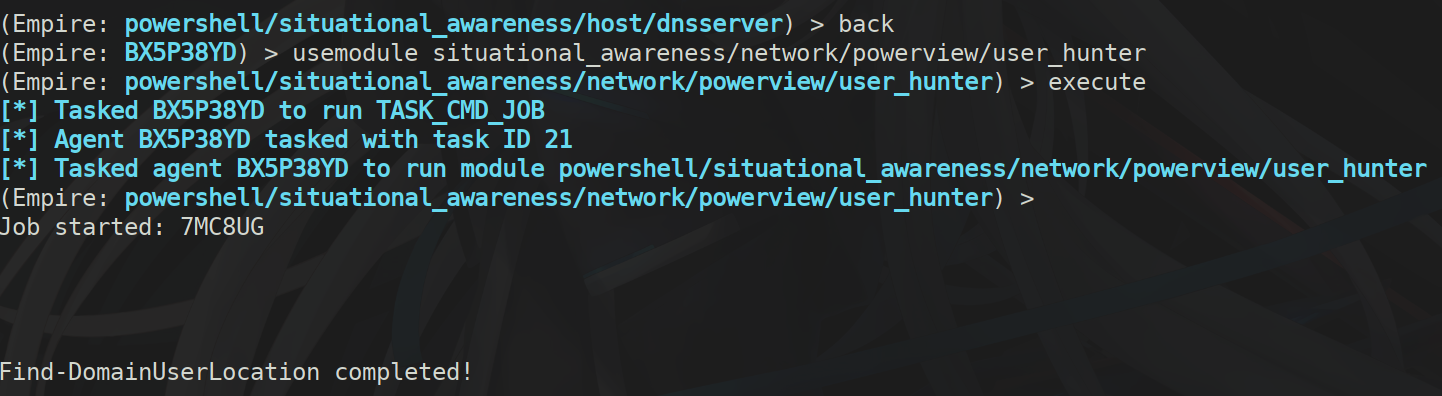 (Empire: powershell/situational_awareness/host/dnsserver) > back
(Empire: BX5P38YD) > usemodule situational_awareness/network/powerview/user_hunter
(Empire: powershell/situational_awareness/network/powerview/user_hunter) > execute
[*] Tasked BX5P38YD to run TASK_CMD_JOB
[*] Agent BX5P38YD tasked with task ID 21
[*] Tasked agent BX5P38YD to run module powershell/situational_awareness/network/powerview/user_hunter
(Empire: powershell/situational_awareness/network/powerview/user_hunter) >
Job started: 7MC8UG
Find-DomainUserLocation completed!